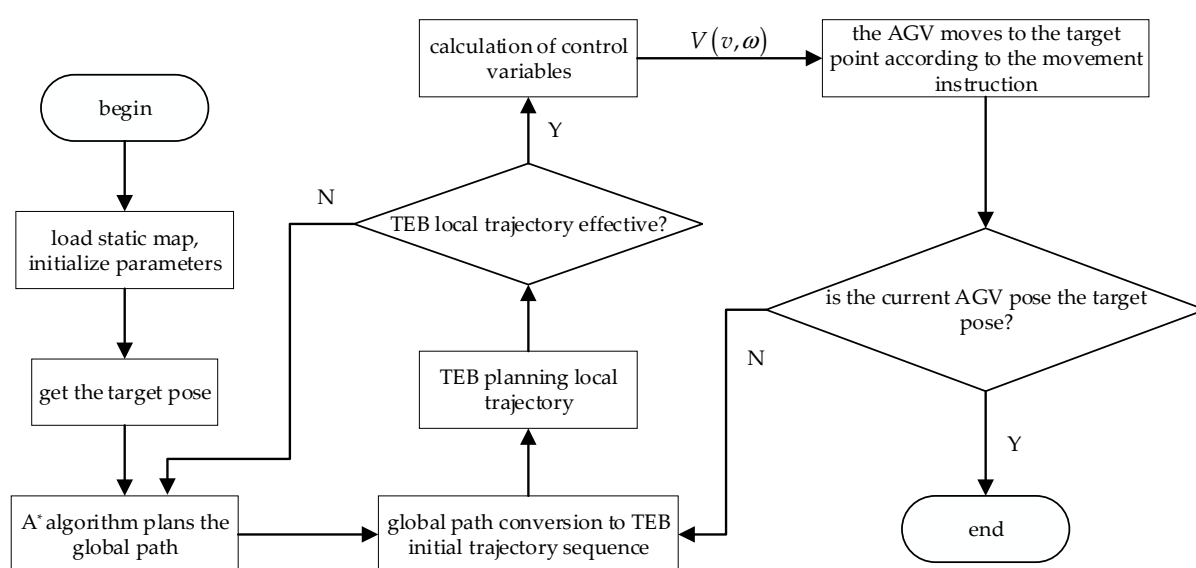 begin
load static map,
initialize parameters
get the target pose
A* algorithm plans the
global path
global path conversion to TEB
initial trajectory sequence
TEB planning local
trajectory
TEB local trajectory effective?
N
Y
calculation of control
variables
V(v,ω)
the AGV moves to the target
point according to the movement
instruction
is the current AGV pose the target
pose?
N
Y
end